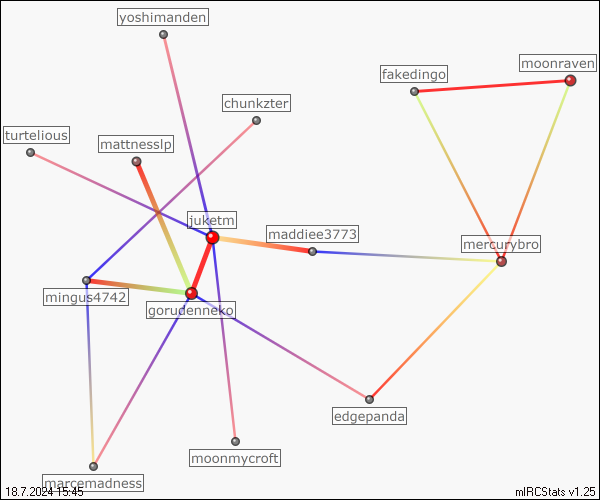 yoshimanden
moonraven
fakedingo
chunkzter
turtelious
mattnesslp
juketm
maddiee3773
mercurybro
mingus4742
gorudenneko
edgepanda
moonmycroft
marcemadness
18.7.2024 15:45
mIRCStats v1.25